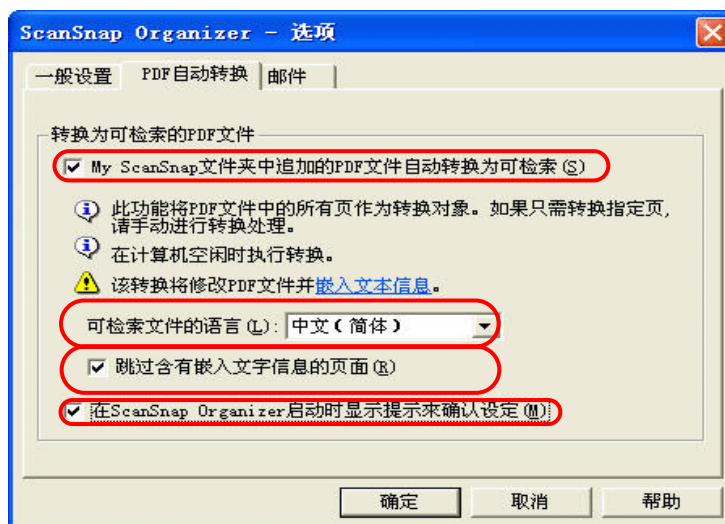 ScanSnap Organizer - 选项
一般设置 PDF自动转换 邮件
转换为可检索的PDF文件
My ScanSnap文件夹中追加的PDF文件自动转换为可检索(S)
此功能将PDF文件中的所有页作为转换对象。如果只需转换指定页,
请手动进行转换处理。
在计算机空闲时执行转换。
该转换将修改PDF文件并嵌入文本信息。
可检索文件的语言(L): 中文(简体)
跳过含有嵌入文字信息的页面(R)
在ScanSnap Organizer启动时显示提示来确认设定(M)
确定 取消 帮助